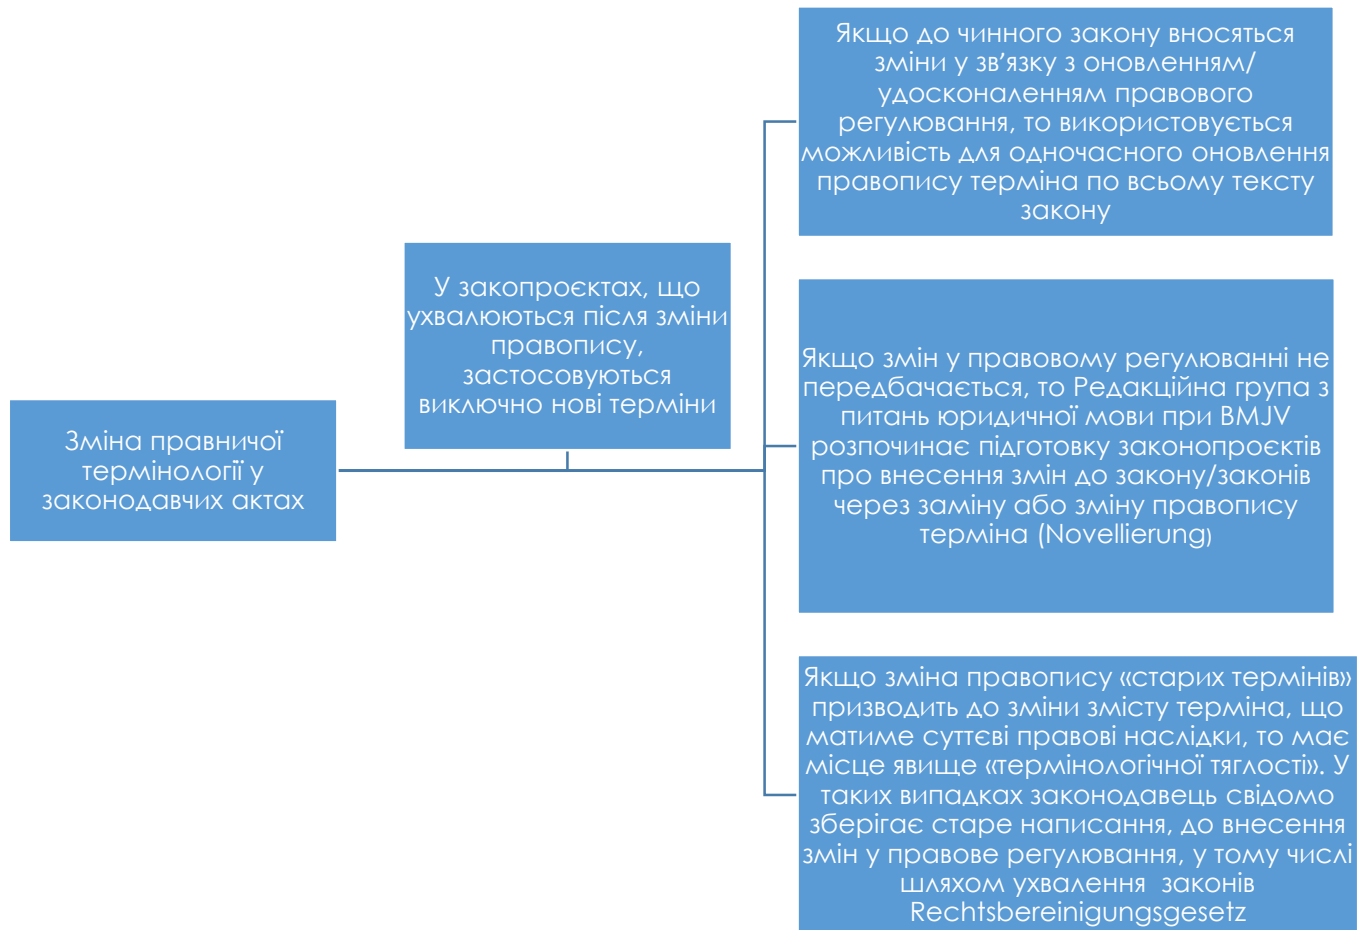 Зміна правничої
термінології у
законодавчих актах
У закопроєктах, що
ухвалюються після зміни
правопису,
застосовуються
виключно нові терміни
Якщо до чинного закону вносяться
зміни у зв’язку з оновленням/
удосконаленням правового
регулювання, то використовується
можливість для одночасного оновлення
правопису терміна по всьому тексту
закону
Якщо змін у правовому регулюванні не
передбачається, то Редакційна група з
питань юридичної мови при BMJV
розпочинає підготовку законопроєктів
про внесення змін до закону/законів
через заміну або зміну правопису
терміна (Novellierung)
Якщо зміна правопису «старих термінів»
призводить до зміни змісту терміна, що
матиме суттєві правові наслідки, то має
місце явище «термінологічної тяглості». У
таких випадках законодавець свідомо
зберігає старе написання, до внесення
змін у правове регулювання, у тому числі
шляхом ухвалення законів
Rechtsbereinigungsgesetz